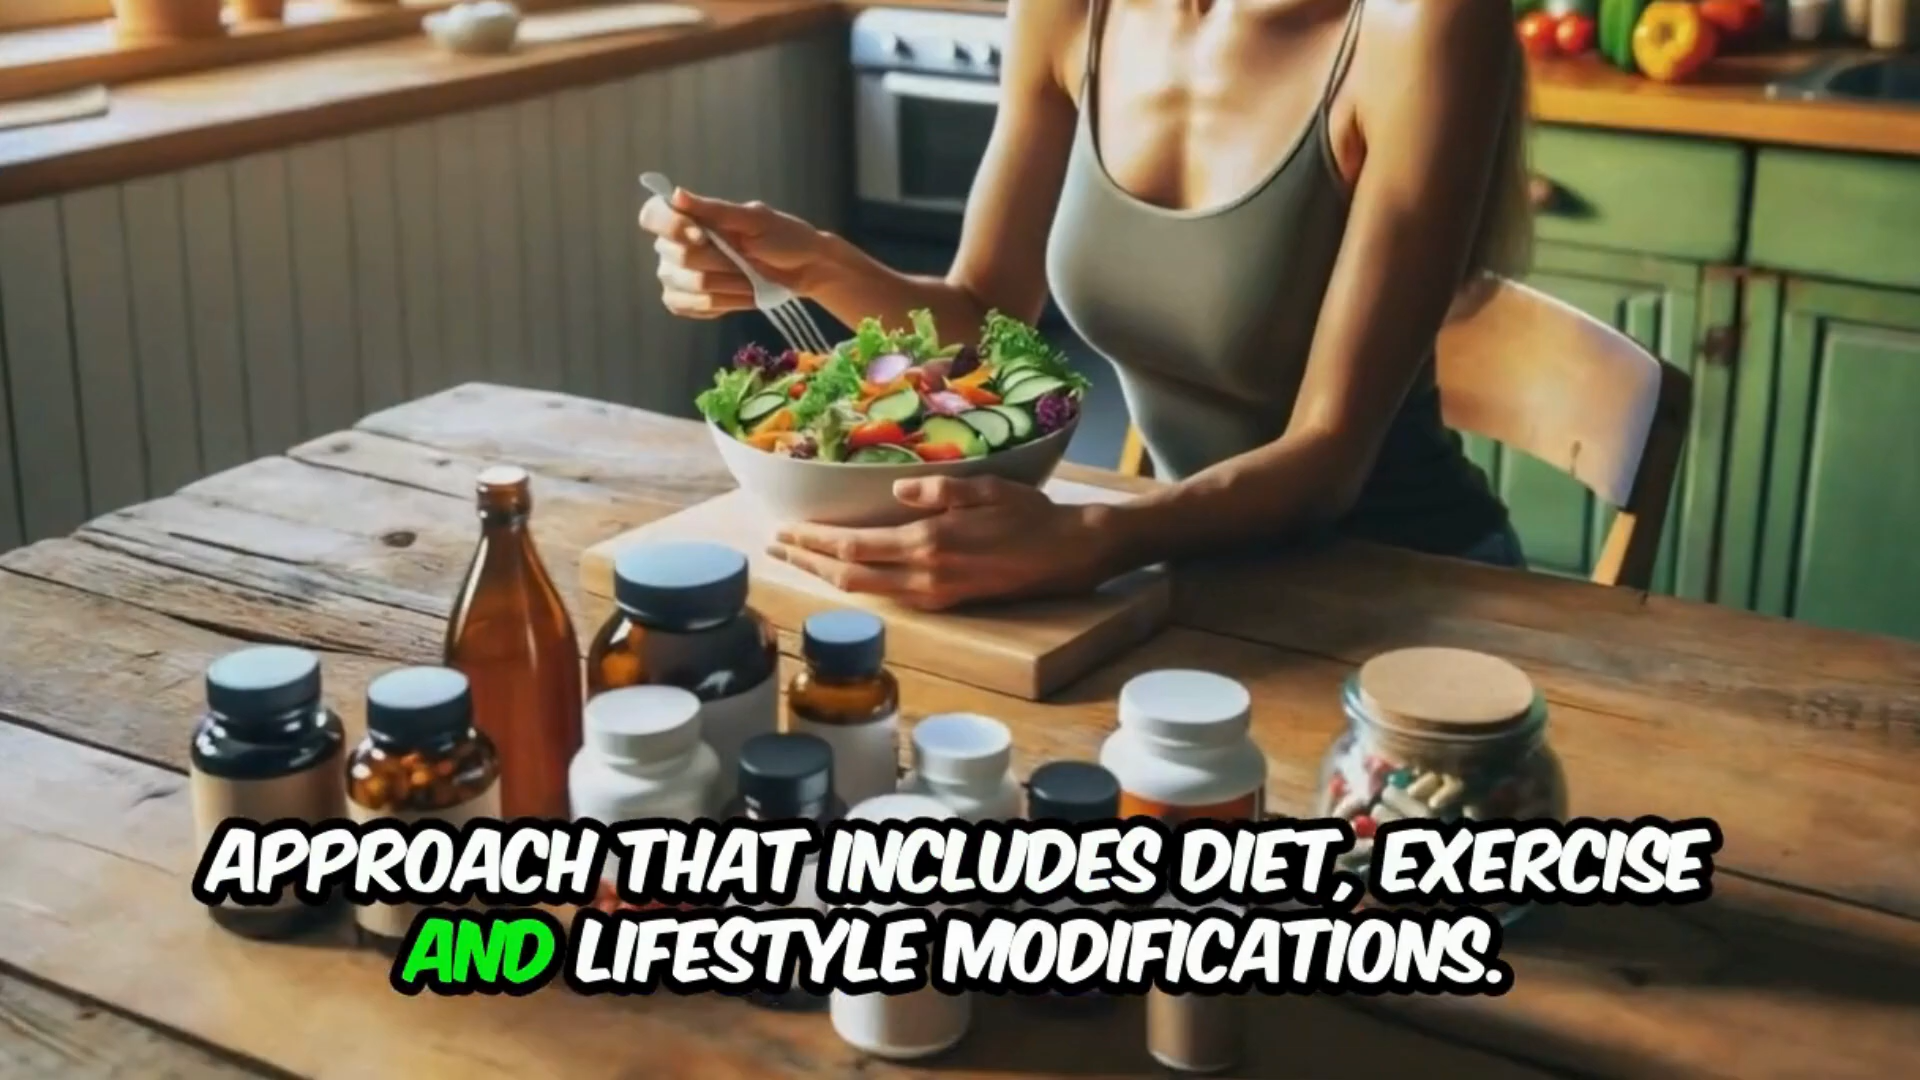 APPROACH THAT INCLUDES DIET, EXERCISE
AND LIFESTYLE MODIFICATIONS.